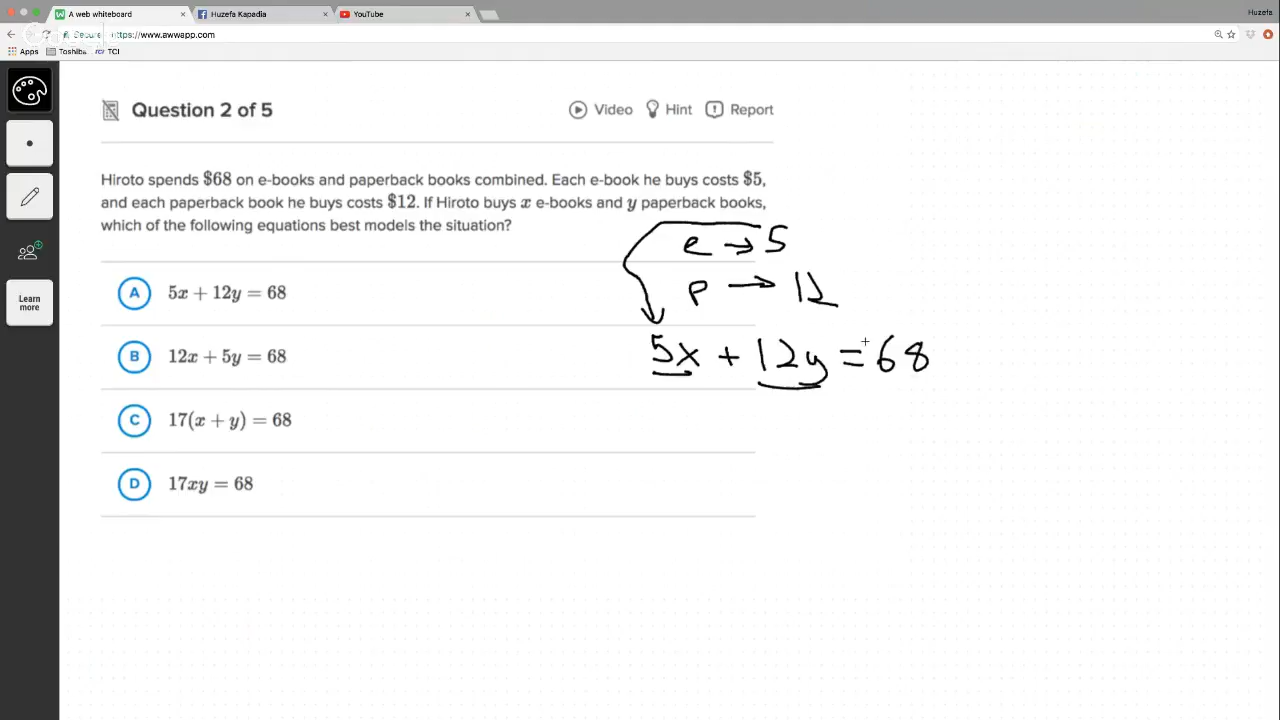 A web whiteboard
Huzefa Kapadia
YouTube
Huzefa
Secure
https://www.awwapp.com
Apps
Toshiba
TCI
Question 2 of 5
Video
Hint
Report
Hiroto spends $68 on e-books and paperback books combined. Each e-book he buys costs $5,
and each paperback book he buys costs $12. If Hiroto buys x e-books and y paperback books,
which of the following equations best models the situation?
e → 5
p → 12
A 5x + 12y = 68
B 12x + 5y = 68
5x + 12y = 68
C 17(x + y) = 68
D 17xy = 68
Learn
more